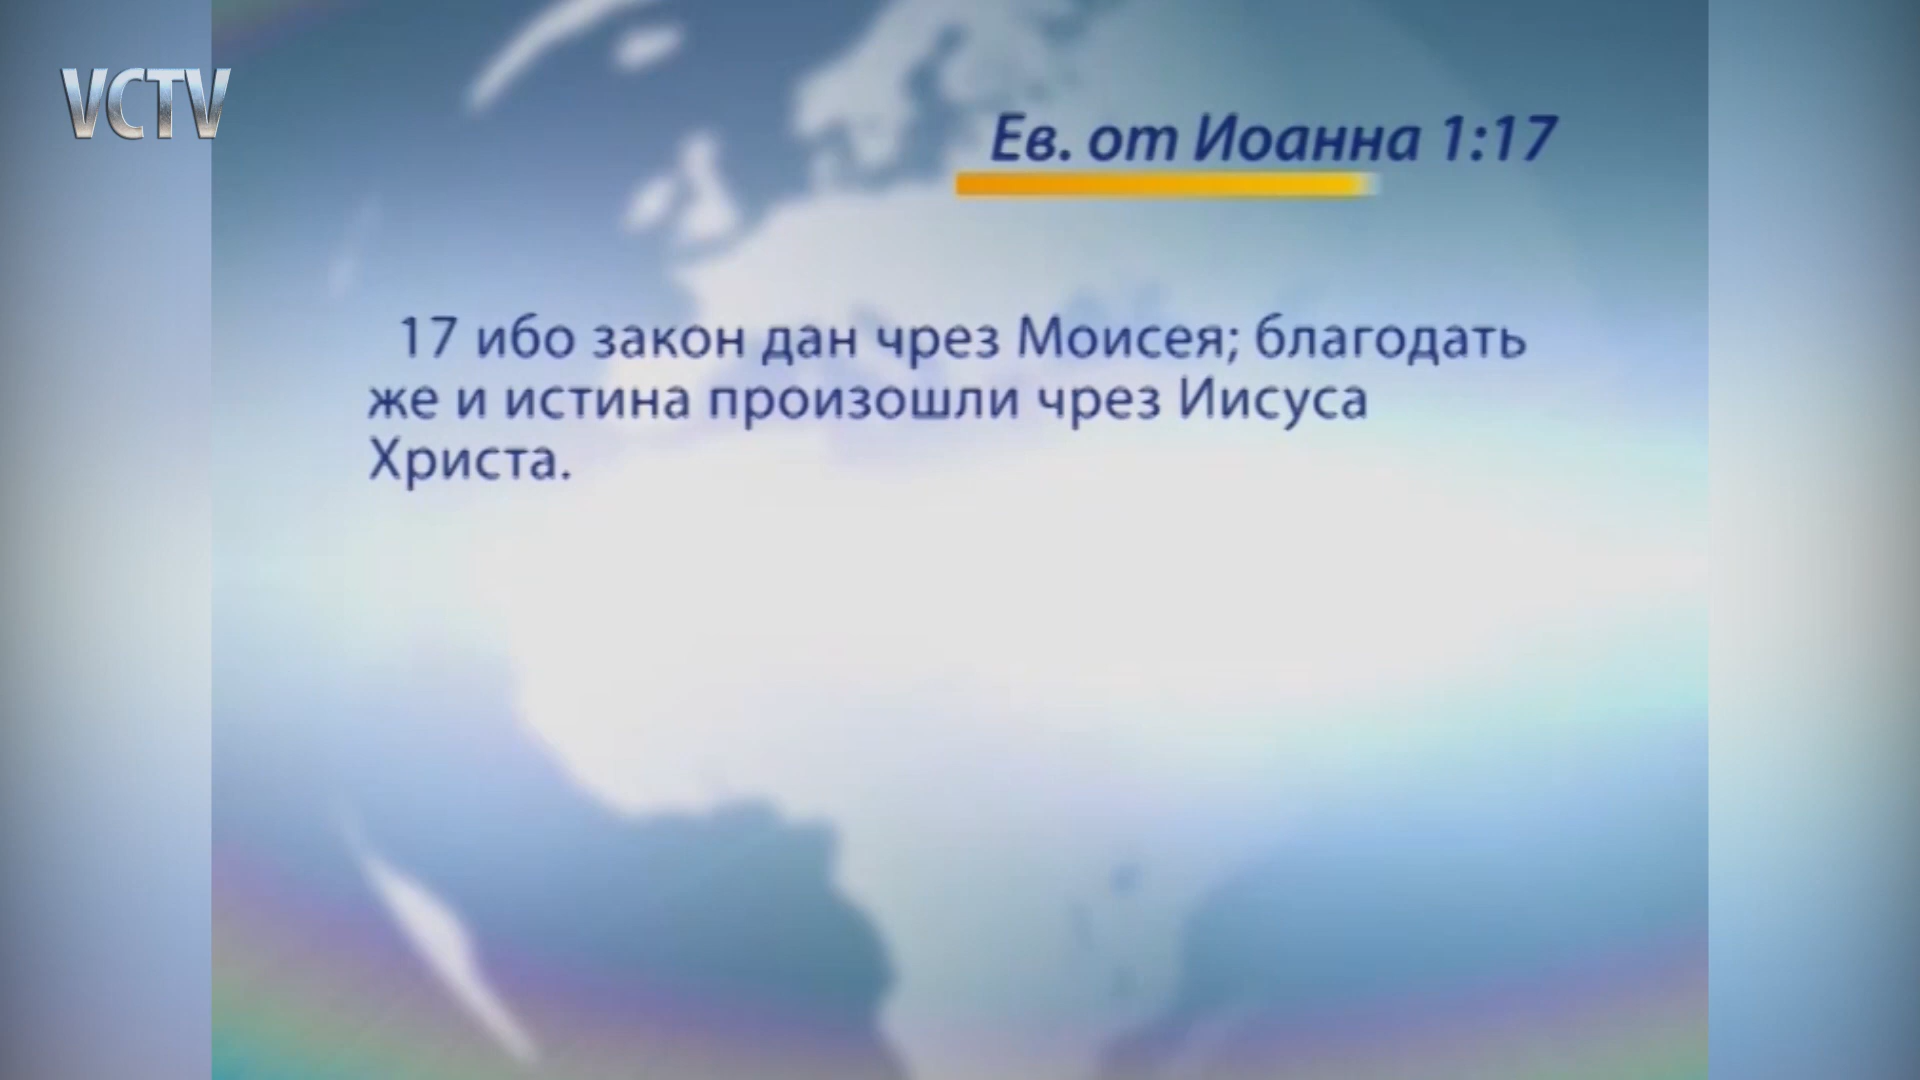 VCTV
Ев. от Иоанна 1:17
17 ибо закон дан чрез Моисея; благодать
же и истина произошли чрез Иисуса
Христа.